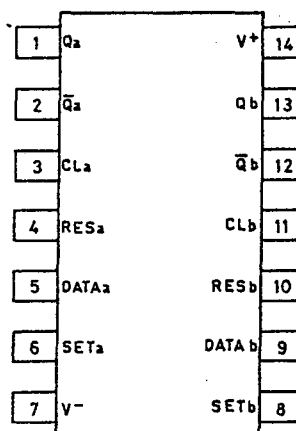 1 Qa V+ 14
2 Q̅a Qb 13
3 CLa Q̅b 12
4 RESa CLb 11
5 DATAa RESb 10
6 SETa DATAb 9
7 V- SETb 8